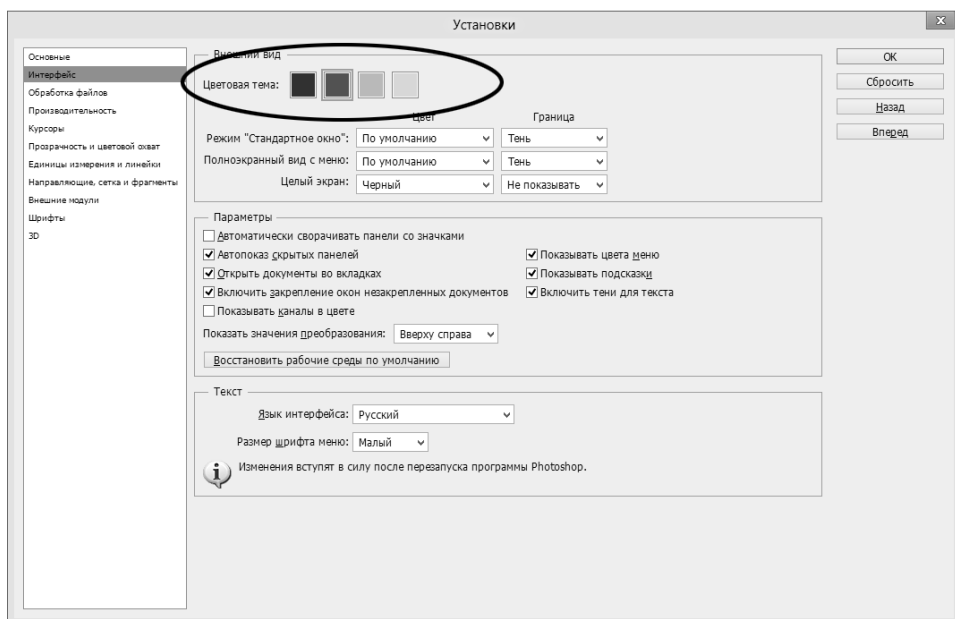 Установки
x
Основные
Интерфейс
Обработка файлов
Производительность
Курсоры
Прозрачность и цветовой охват
Единицы измерения и линейки
Направляющие, сетка и фрагменты
Внешние модули
Шрифты
3D
Внешний вид
Цветовая тема:
Цвет Граница
Режим "Стандартное окно": По умолчанию Тень
Полноэкранный вид с меню: По умолчанию Тень
Целый экран: Черный Не показывать
Параметры
Автоматически сворачивать панели со значками
Автопоказ скрытых панелей Показывать цвета меню
Открыть документы во вкладках Показывать подсказки
Включить закрепление окон незакрепленных документов Включить тени для текста
Показывать каналы в цвете
Показать значения преобразования: Вверху справа
Восстановить рабочие среды по умолчанию
Текст
Язык интерфейса: Русский
Размер шрифта меню: Малый
Изменения вступят в силу после перезапуска программы Photoshop.
ОК
Сбросить
Назад
Вперед